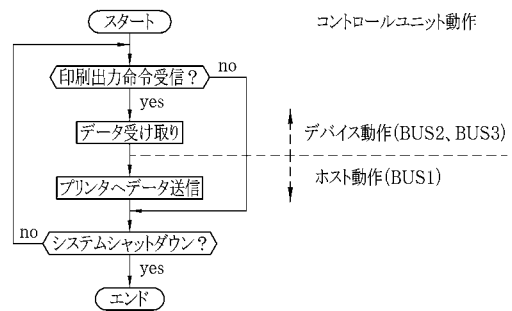 スタート
コントロールユニット動作
印刷出力命令受信？
no
yes
データ受け取り
デバイス動作(BUS2、BUS3)
ホスト動作(BUS1)
プリンタへデータ送信
no
システムシャットダウン？
yes
エンド